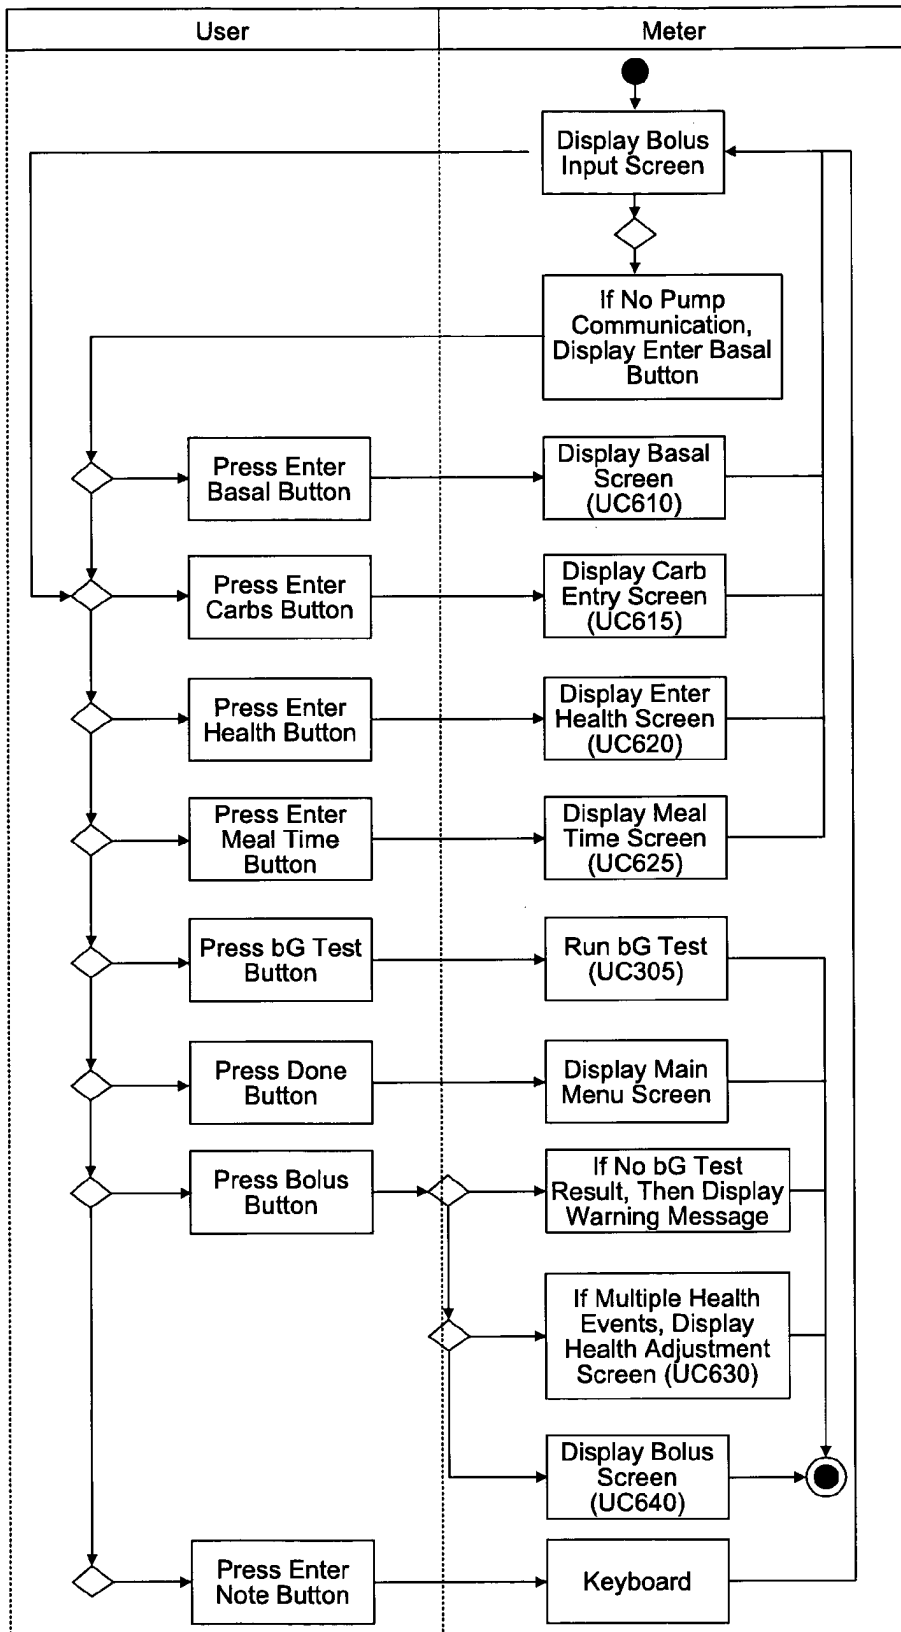 User
Meter
Display Bolus
Input Screen
If No Pump
Communication,
Display Enter Basal
Button
Press Enter
Basal Button
Display Basal
Screen
(UC610)
Press Enter
Carbs Button
Display Carb
Entry Screen
(UC615)
Press Enter
Health Button
Display Enter
Health Screen
(UC620)
Press Enter
Meal Time
Button
Display Meal
Time Screen
(UC625)
Press bG Test
Button
Run bG Test
(UC305)
Press Done
Button
Display Main
Menu Screen
Press Bolus
Button
If No bG Test
Result, Then Display
Warning Message
If Multiple Health
Events, Display
Health Adjustment
Screen (UC630)
Display Bolus
Screen
(UC640)
Press Enter
Note Button
Keyboard